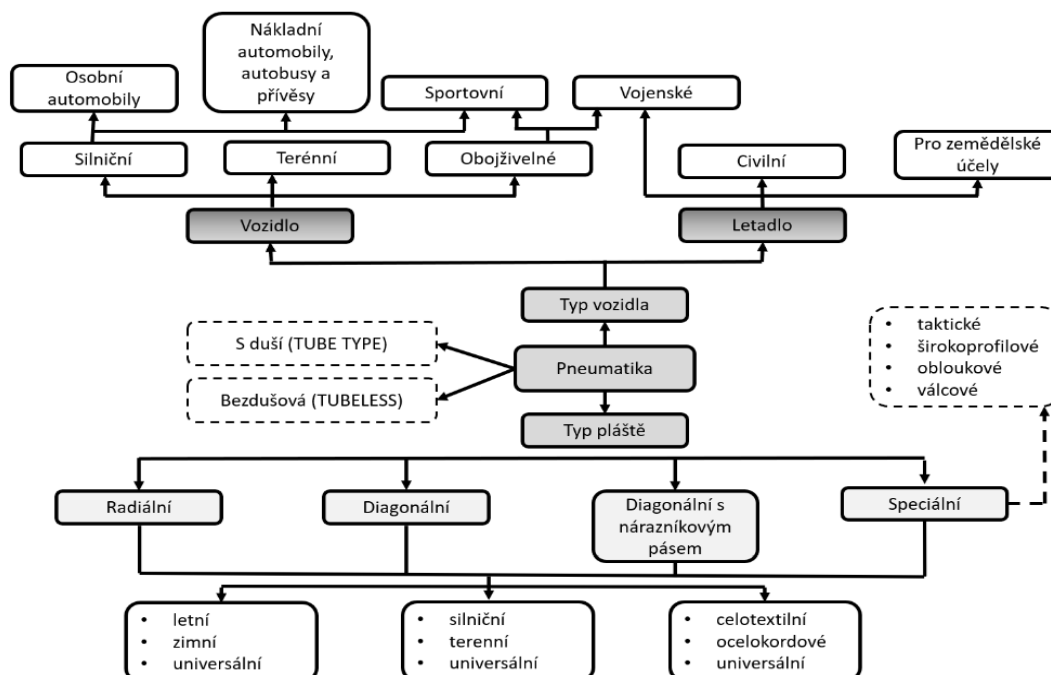 Nákladní
automobily,
autobusy a
přívěsy
Osobní
automobily
Sportovní
Vojenské
Silniční
Terénní
Obojživelné
Civilní
Pro zemědělské
účely
Vozidlo
Letadlo
Typ vozidla
S duší (TUBE TYPE)
Pneumatika
Bezdušová (TUBELESS)
Typ pláště
• taktické
• širokoprofilové
• obloukové
• válcové
Radiální
Diagonální
Diagonální s
nárazníkovým
pásem
Speciální
• letní
• zimní
• universální
• silniční
• terenní
• universální
• celotextilní
• ocelokordové
• universální